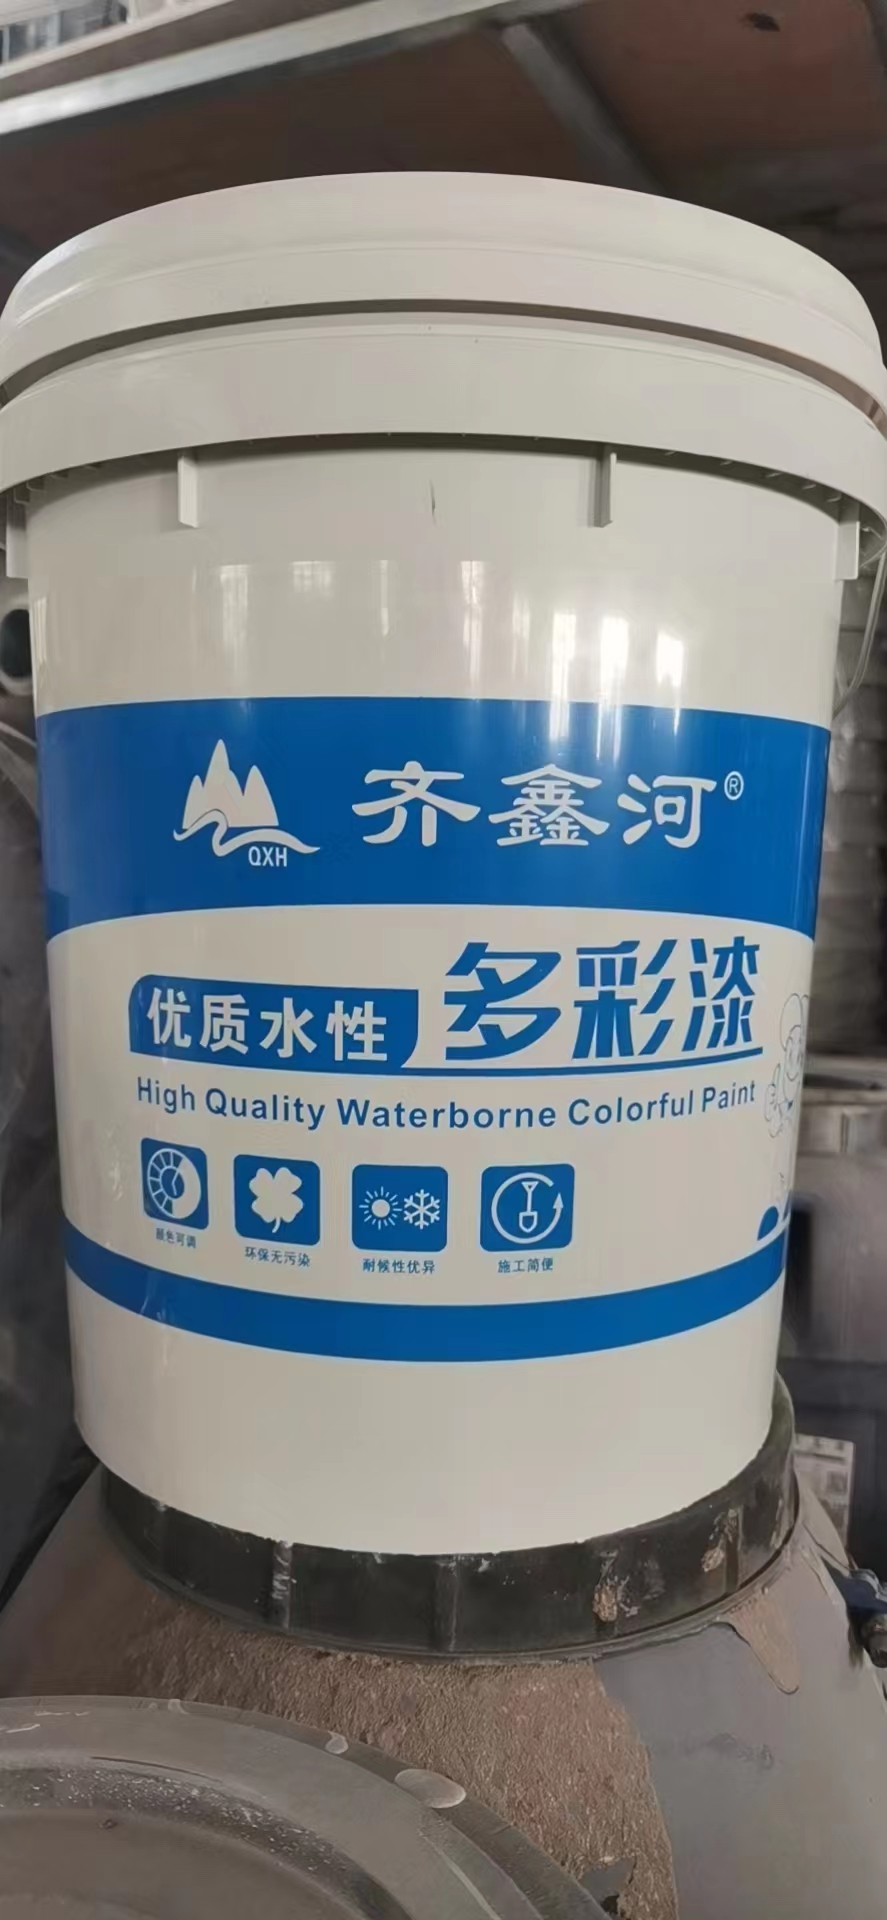 齐鑫河®
QXH
优质水性 多彩漆
High Quality Waterborne Colorful Paint
颜色可调 环保无污染 耐候性优异 施工简便